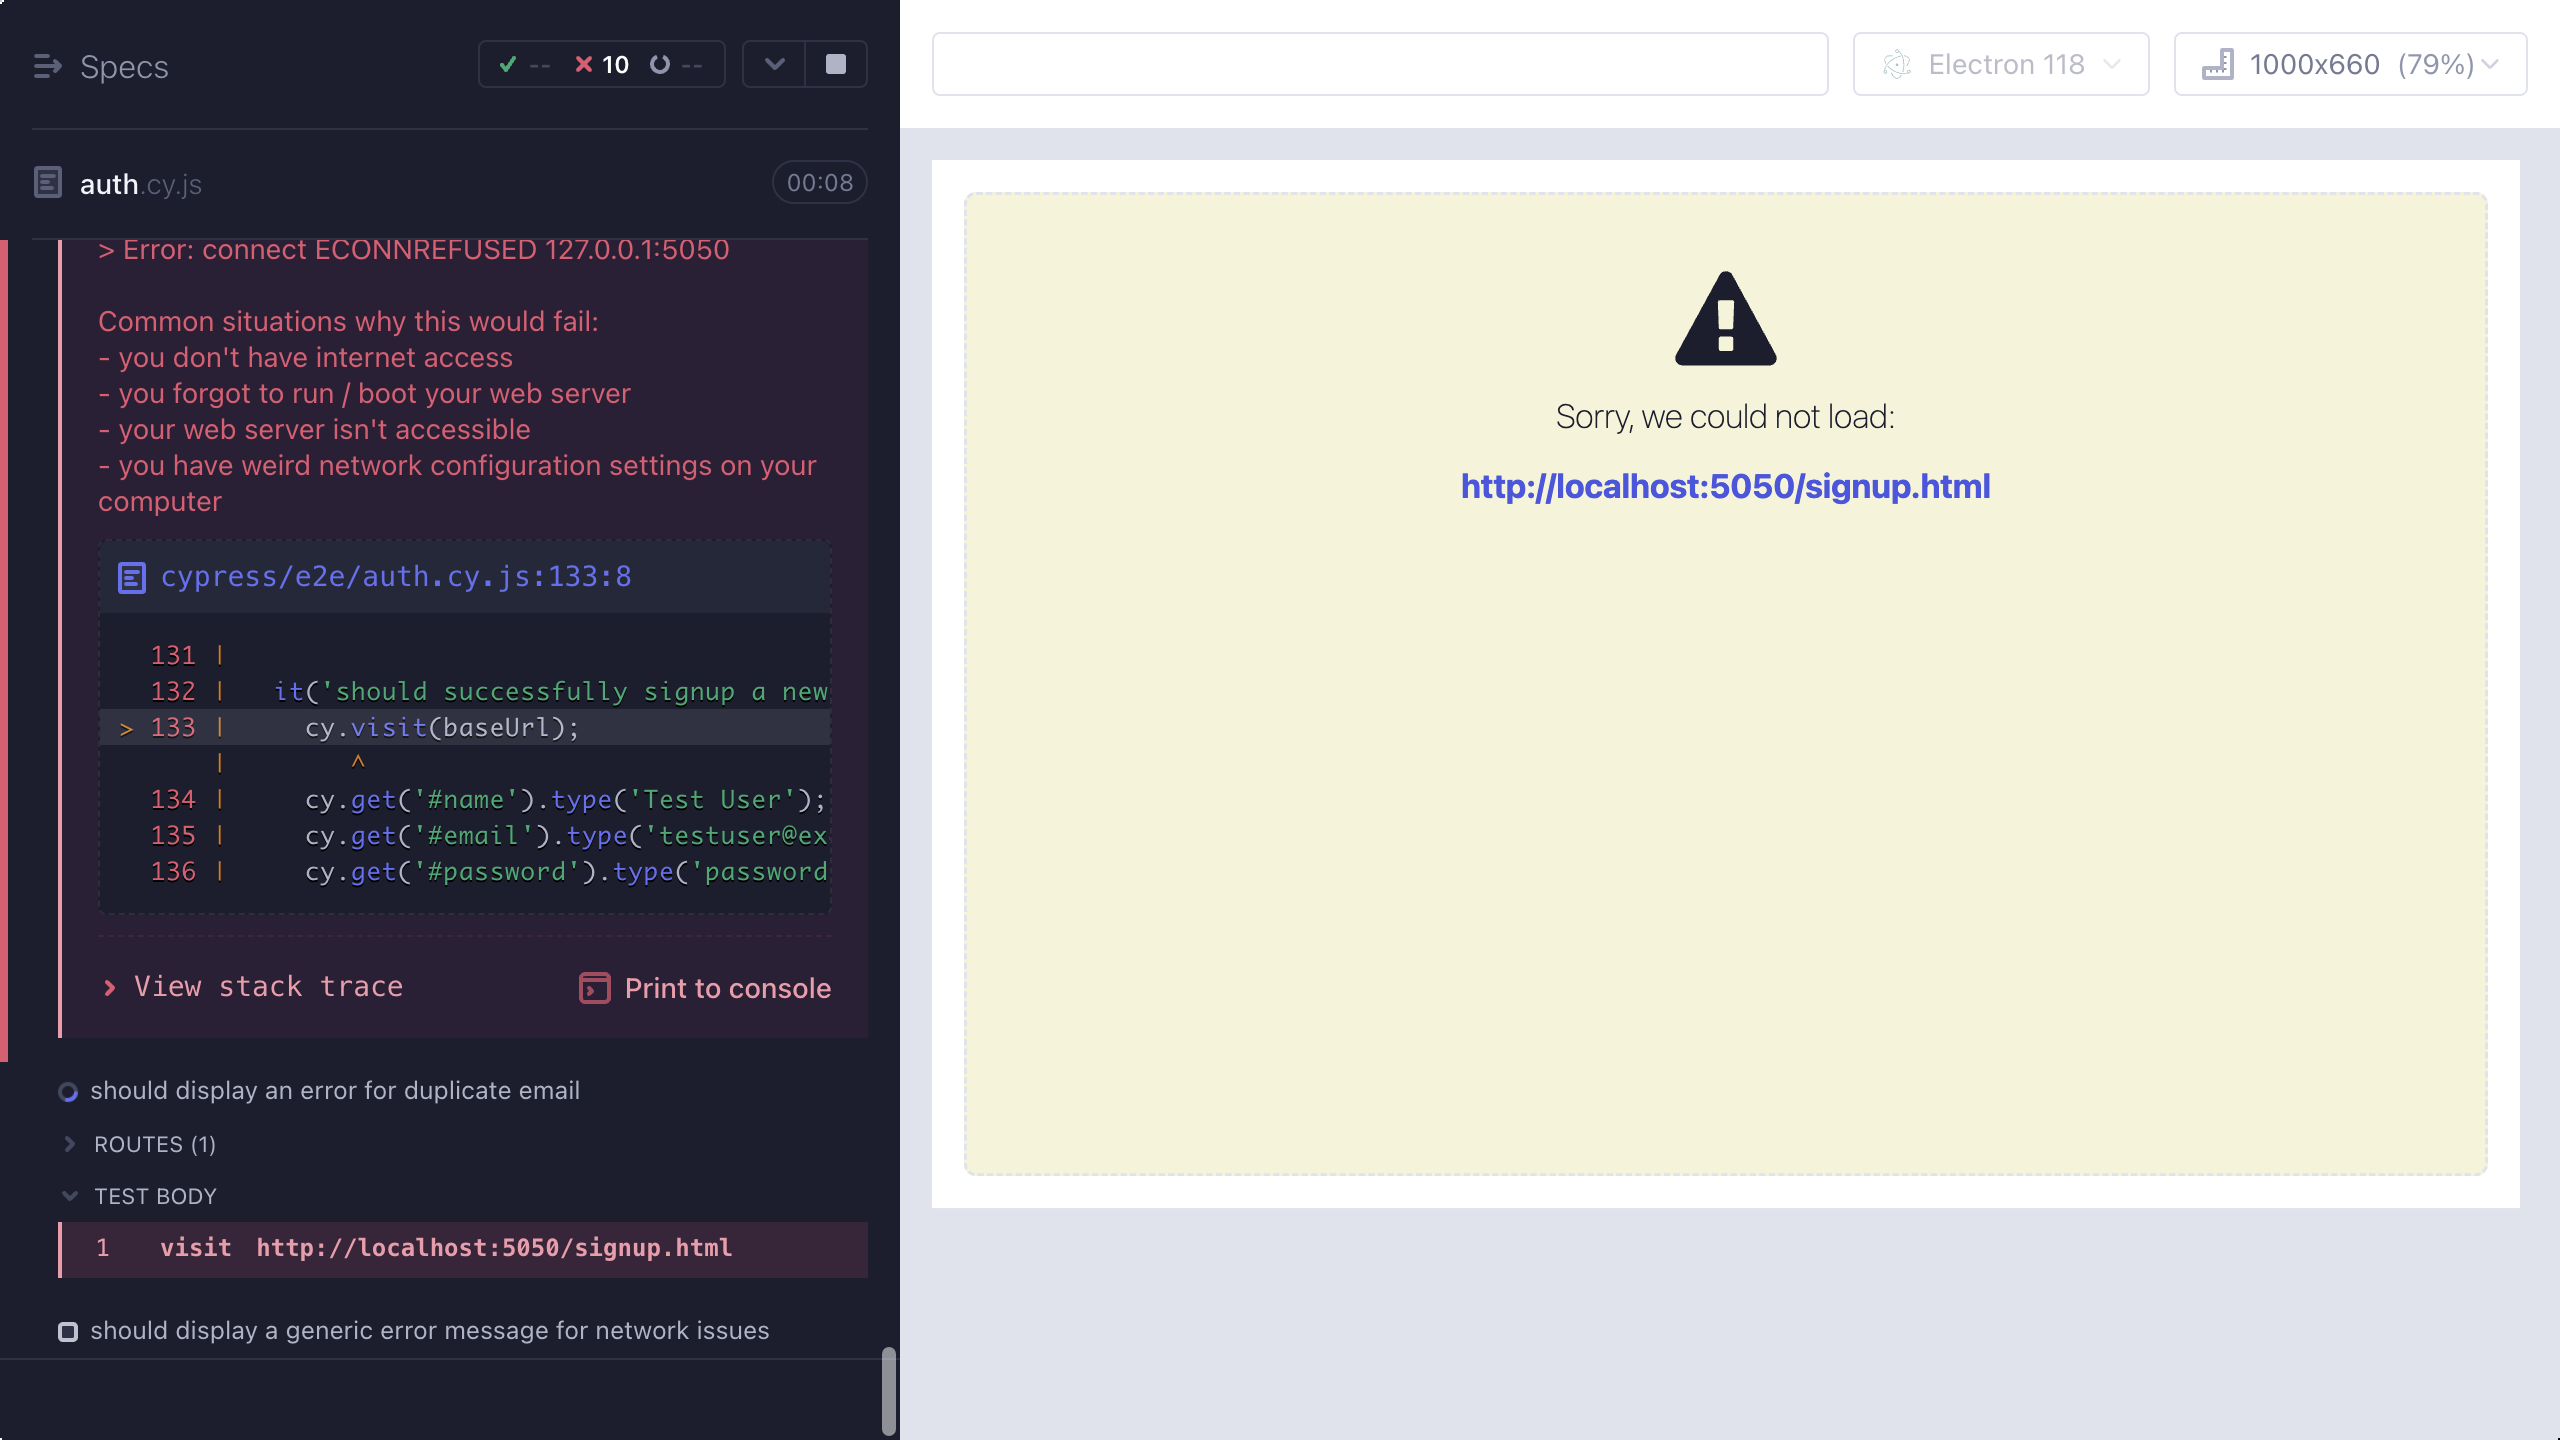 Specs
-- 10 --
auth.cy.js
00:08
> Error: connect ECONNREFUSED 127.0.0.1:5050
Common situations why this would fail:
- you don't have internet access
- you forgot to run / boot your web server
- your web server isn't accessible
- you have weird network configuration settings on your
computer
cypress/e2e/auth.cy.js:133:8
131 |
132 | it('should successfully signup a new
> 133 | cy.visit(baseUrl);
| ^
134 | cy.get('#name').type('Test User');
135 | cy.get('#email').type('testuser@ex
136 | cy.get('#password').type('password
View stack trace
Print to console
should display an error for duplicate email
ROUTES (1)
TEST BODY
1 visit http://localhost:5050/signup.html
should display a generic error message for network issues
Electron 118
1000x660 (79%)
Sorry, we could not load:
http://localhost:5050/signup.html